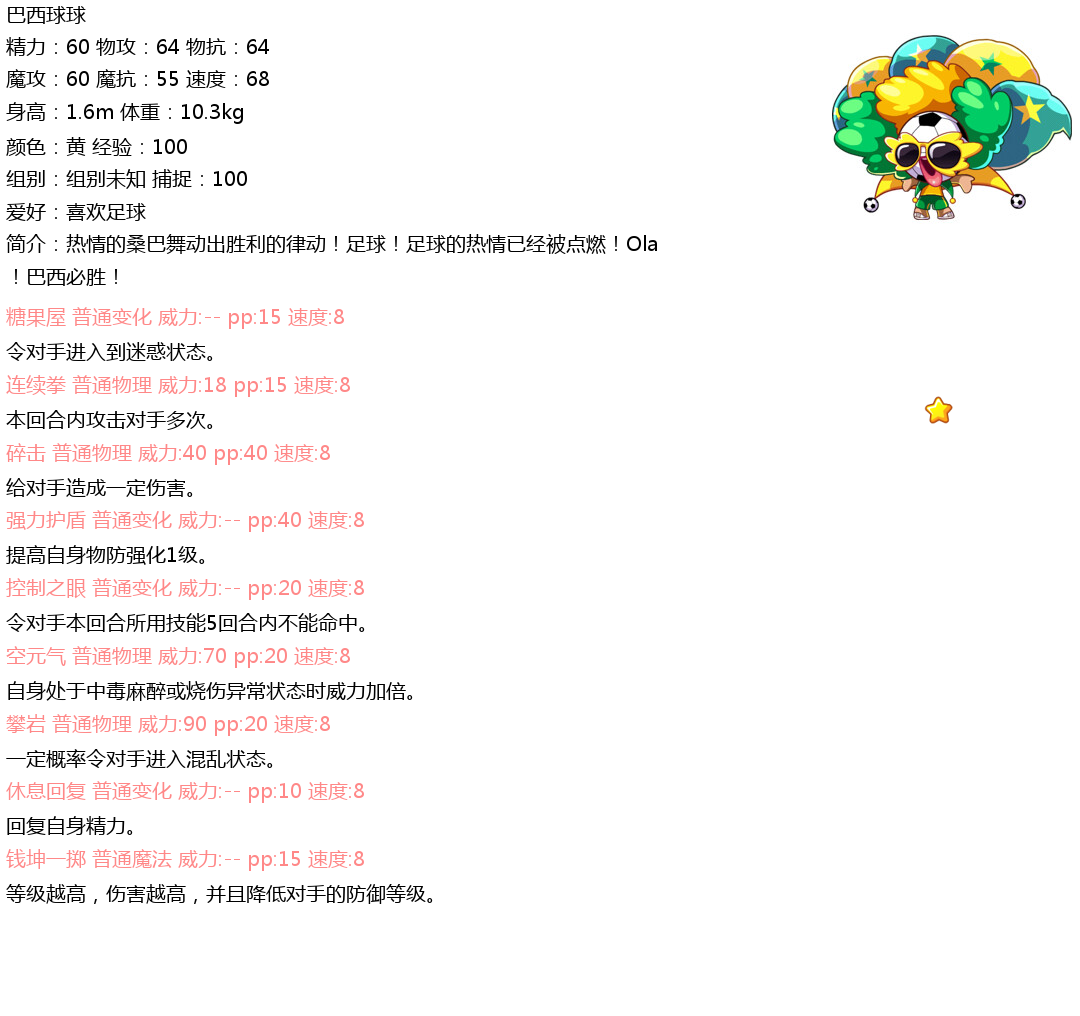 巴西球球
精力：60 物攻：64 物抗：64
魔攻：60 魔抗：55 速度：68
身高：1.6m 体重：10.3kg
颜色：黄 经验：100
组别：组别未知 捕捉：100
爱好：喜欢足球
简介：热情的桑巴舞动出胜利的律动！足球！足球的热情已经被点燃！Ola
！巴西必胜！
糖果屋 普通变化 威力:-- pp:15 速度:8
令对手进入到迷惑状态。
连续拳 普通物理 威力:18 pp:15 速度:8
本回合内攻击对手多次。
碎击 普通物理 威力:40 pp:40 速度:8
给对手造成一定伤害。
强力护盾 普通变化 威力:-- pp:40 速度:8
提高自身物防强化1级。
控制之眼 普通变化 威力:-- pp:20 速度:8
令对手本回合所用技能5回合内不能命中。
空元气 普通物理 威力:70 pp:20 速度:8
自身处于中毒麻醉或烧伤异常状态时威力加倍。
攀岩 普通物理 威力:90 pp:20 速度:8
一定概率令对手进入混乱状态。
休息回复 普通变化 威力:-- pp:10 速度:8
回复自身精力。
钱坤一掷 普通魔法 威力:-- pp:15 速度:8
等级越高，伤害越高，并且降低对手的防御等级。